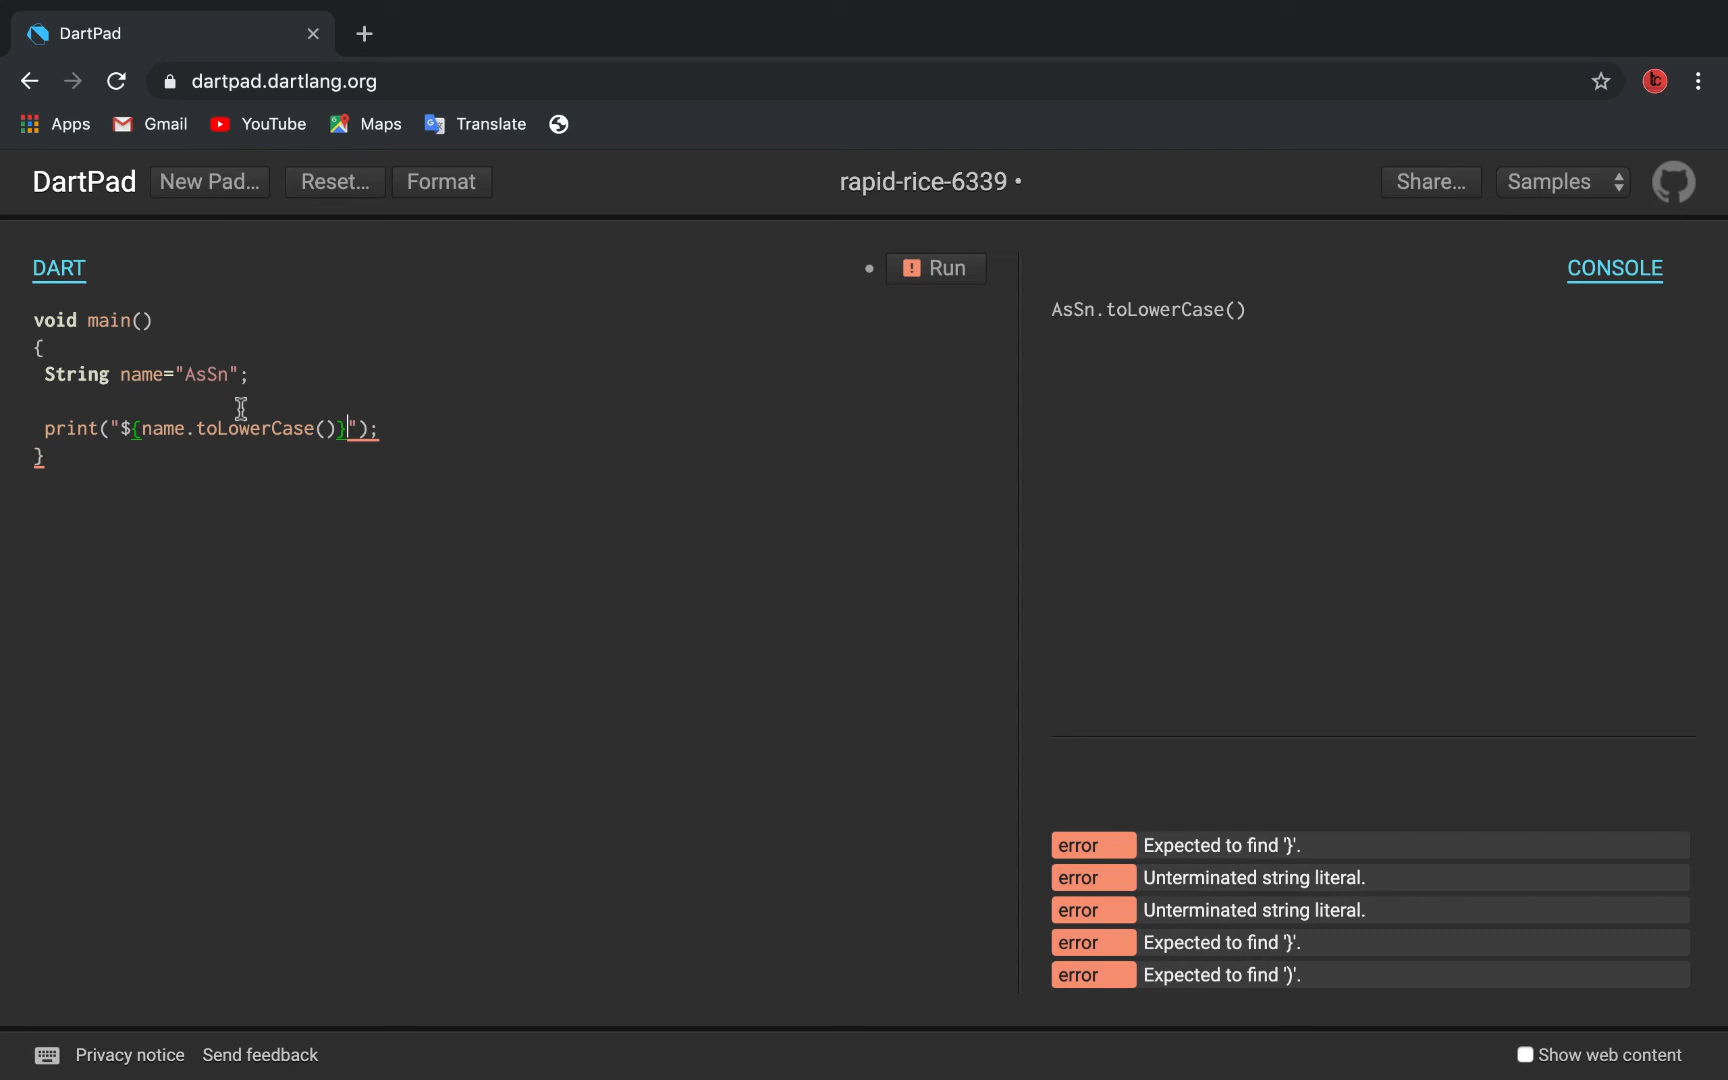 DartPad
dartpad.dartlang.org
Apps Gmail YouTube Maps Translate
DartPad New Pad... Reset... Format rapid-rice-6339 • Share... Samples
DART Run CONSOLE
void main()
{
String name="AsSn";
print("${name.toLowerCase()}");
}
AsSn.toLowerCase()
error Expected to find '}'.
error Unterminated string literal.
error Unterminated string literal.
error Expected to find '}'.
error Expected to find ')'.
Privacy notice Send feedback Show web content